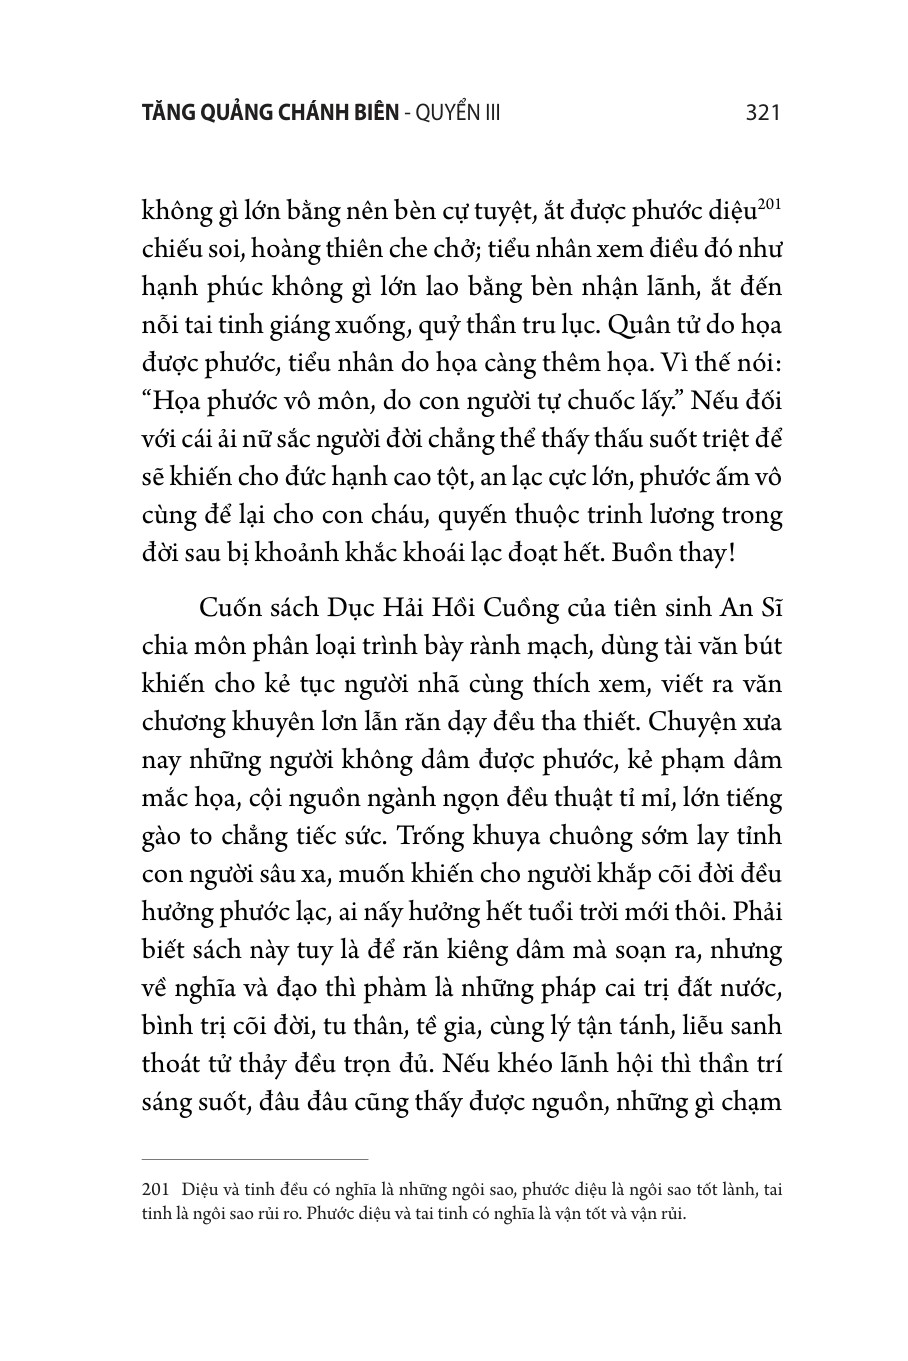 TĂNG QUẢNG CHÁNH BIÊN - QUYỂN III 321
không gì lớn bằng nên bèn cự tuyệt, ắt được phước diệu201
chiếu soi, hoàng thiên che chở; tiểu nhân xem điều đó như
hạnh phúc không gì lớn lao bằng bèn nhận lãnh, ắt đến
nỗi tai tinh giáng xuống, quỷ thần tru lục. Quân tử do họa
được phước, tiểu nhân do họa càng thêm họa. Vì thế nói:
“Họa phước vô môn, do con người tự chuốc lấy.” Nếu đối
với cái ải nữ sắc người đời chẳng thể thấy thấu suốt triệt để
sẽ khiến cho đức hạnh cao tột, an lạc cực lớn, phước ấm vô
cùng để lại cho con cháu, quyến thuộc trinh lương trong
đời sau bị khoảnh khắc khoái lạc đoạt hết. Buồn thay!
Cuốn sách Dục Hải Hồi Cuồng của tiên sinh An Sĩ
chia môn phân loại trình bày rành mạch, dùng tài văn bút
khiến cho kẻ tục người nhã cùng thích xem, viết ra văn
chương khuyên lơn lẫn răn dạy đều tha thiết. Chuyện xưa
nay những người không dâm được phước, kẻ phạm dâm
mắc họa, cội nguồn ngành ngọn đều thuật tỉ mỉ, lớn tiếng
gào to chẳng tiếc sức. Trống khuya chuông sớm lay tỉnh
con người sâu xa, muốn khiến cho người khắp cõi đời đều
hưởng phước lạc, ai nấy hưởng hết tuổi trời mới thôi. Phải
biết sách này tuy là để răn kiêng dâm mà soạn ra, nhưng
về nghĩa và đạo thì phàm là những pháp cai trị đất nước,
bình trị cõi đời, tu thân, tề gia, cùng lý tận tánh, liễu sanh
thoát tử thảy đều trọn đủ. Nếu khéo lãnh hội thì thần trí
sáng suốt, đâu đâu cũng thấy được nguồn, những gì chạm
201 Diệu và tinh đều có nghĩa là những ngôi sao, phước diệu là ngôi sao tốt lành, tai
tinh là ngôi sao rủi ro. Phước diệu và tai tinh có nghĩa là vận tốt và vận rủi.